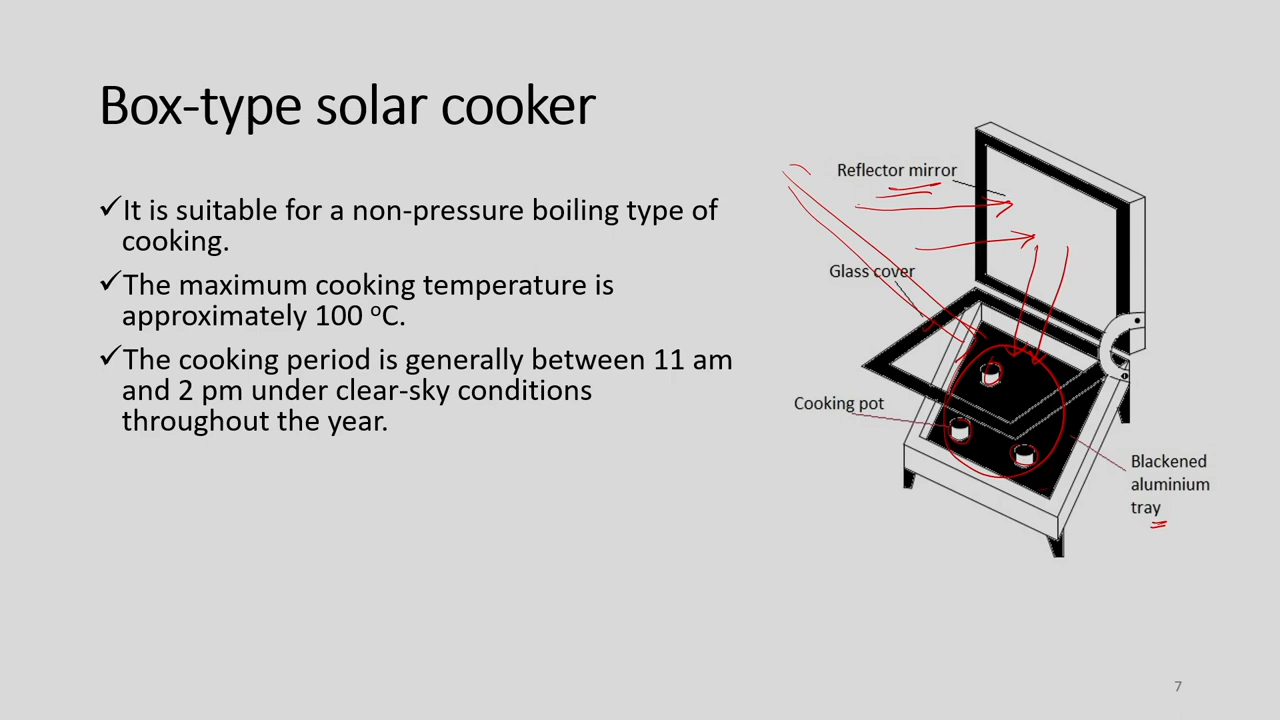 Box-type solar cooker
✓It is suitable for a non-pressure boiling type of
cooking.
✓The maximum cooking temperature is
approximately 100 ᵒC.
✓The cooking period is generally between 11 am
and 2 pm under clear-sky conditions
throughout the year.
Reflector mirror
Glass cover
Cooking pot
Blackened
aluminium
tray
7